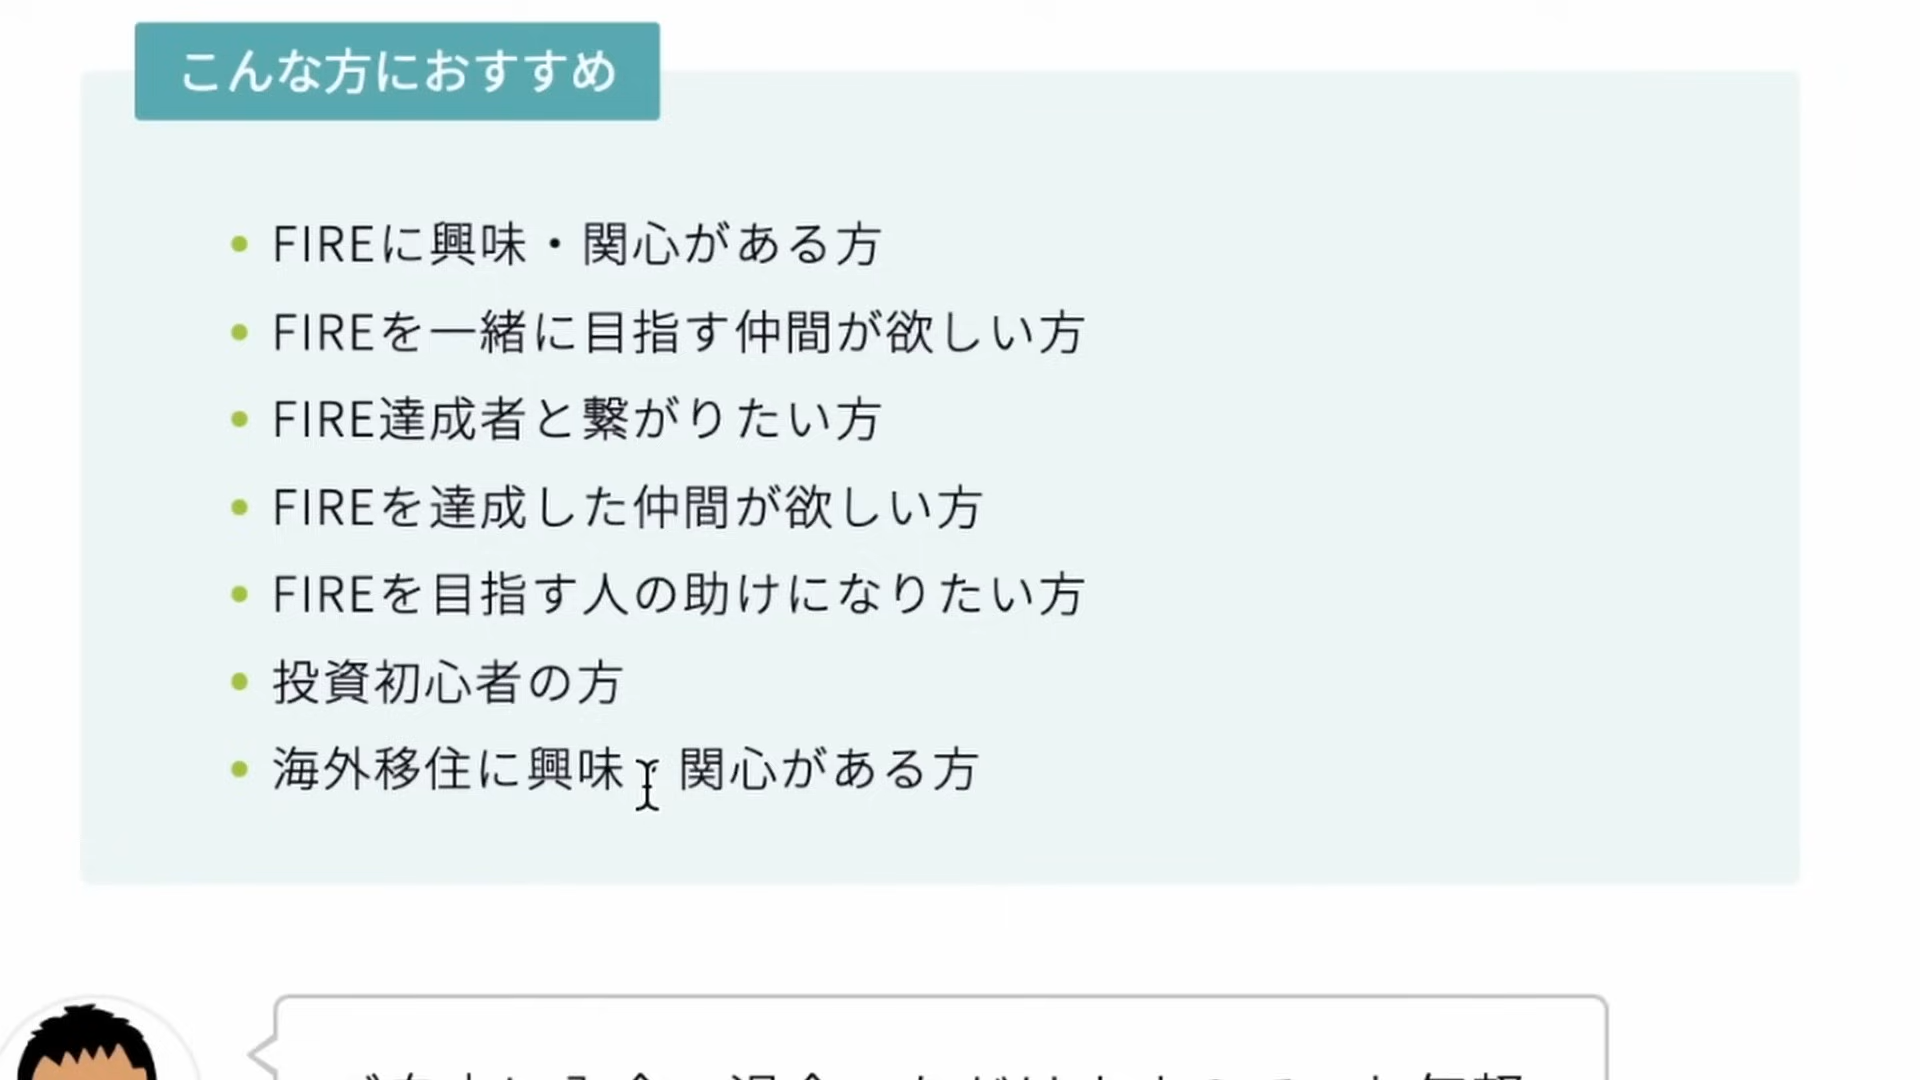 こんな方におすすめ
FIREに興味・関心がある方
FIREを一緒に目指す仲間が欲しい方
FIRE達成者と繋がりたい方
FIREを達成した仲間が欲しい方
FIREを目指す人の助けになりたい方
投資初心者の方
海外移住に興味・関心がある方